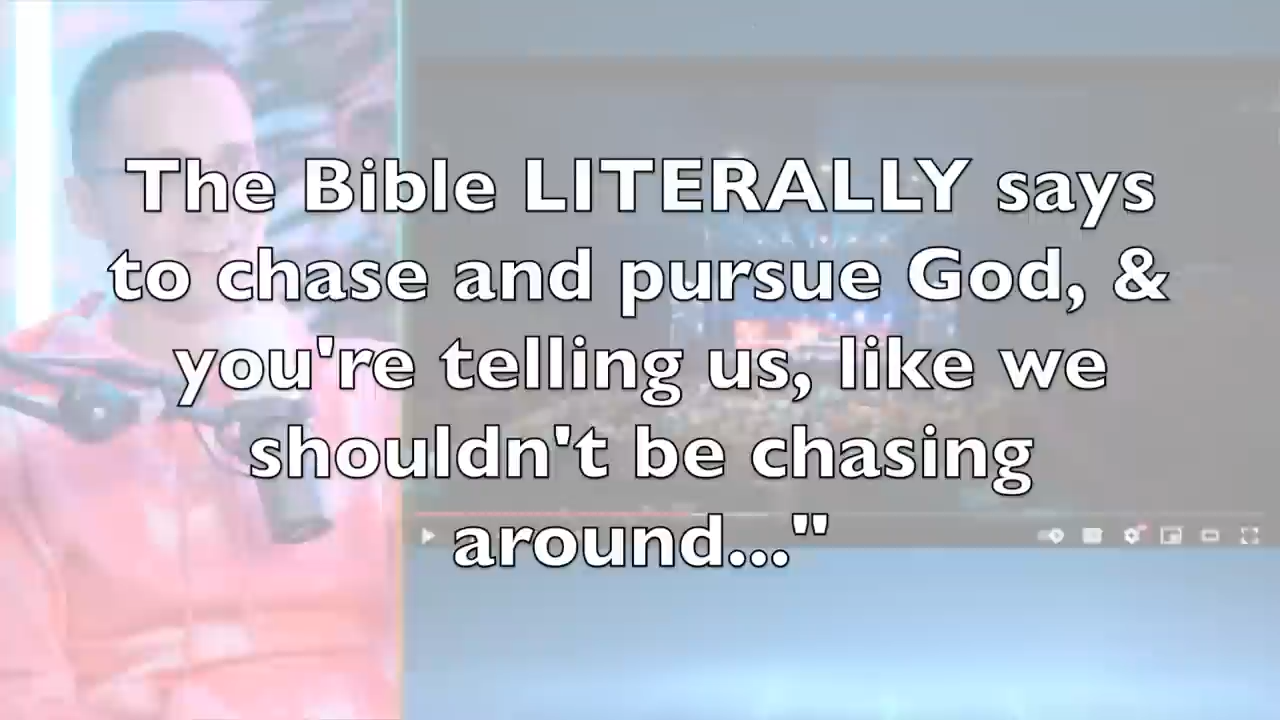 The Bible LITERALLY says
to chase and pursue God, &
you're telling us, like we
shouldn't be chasing
around..."